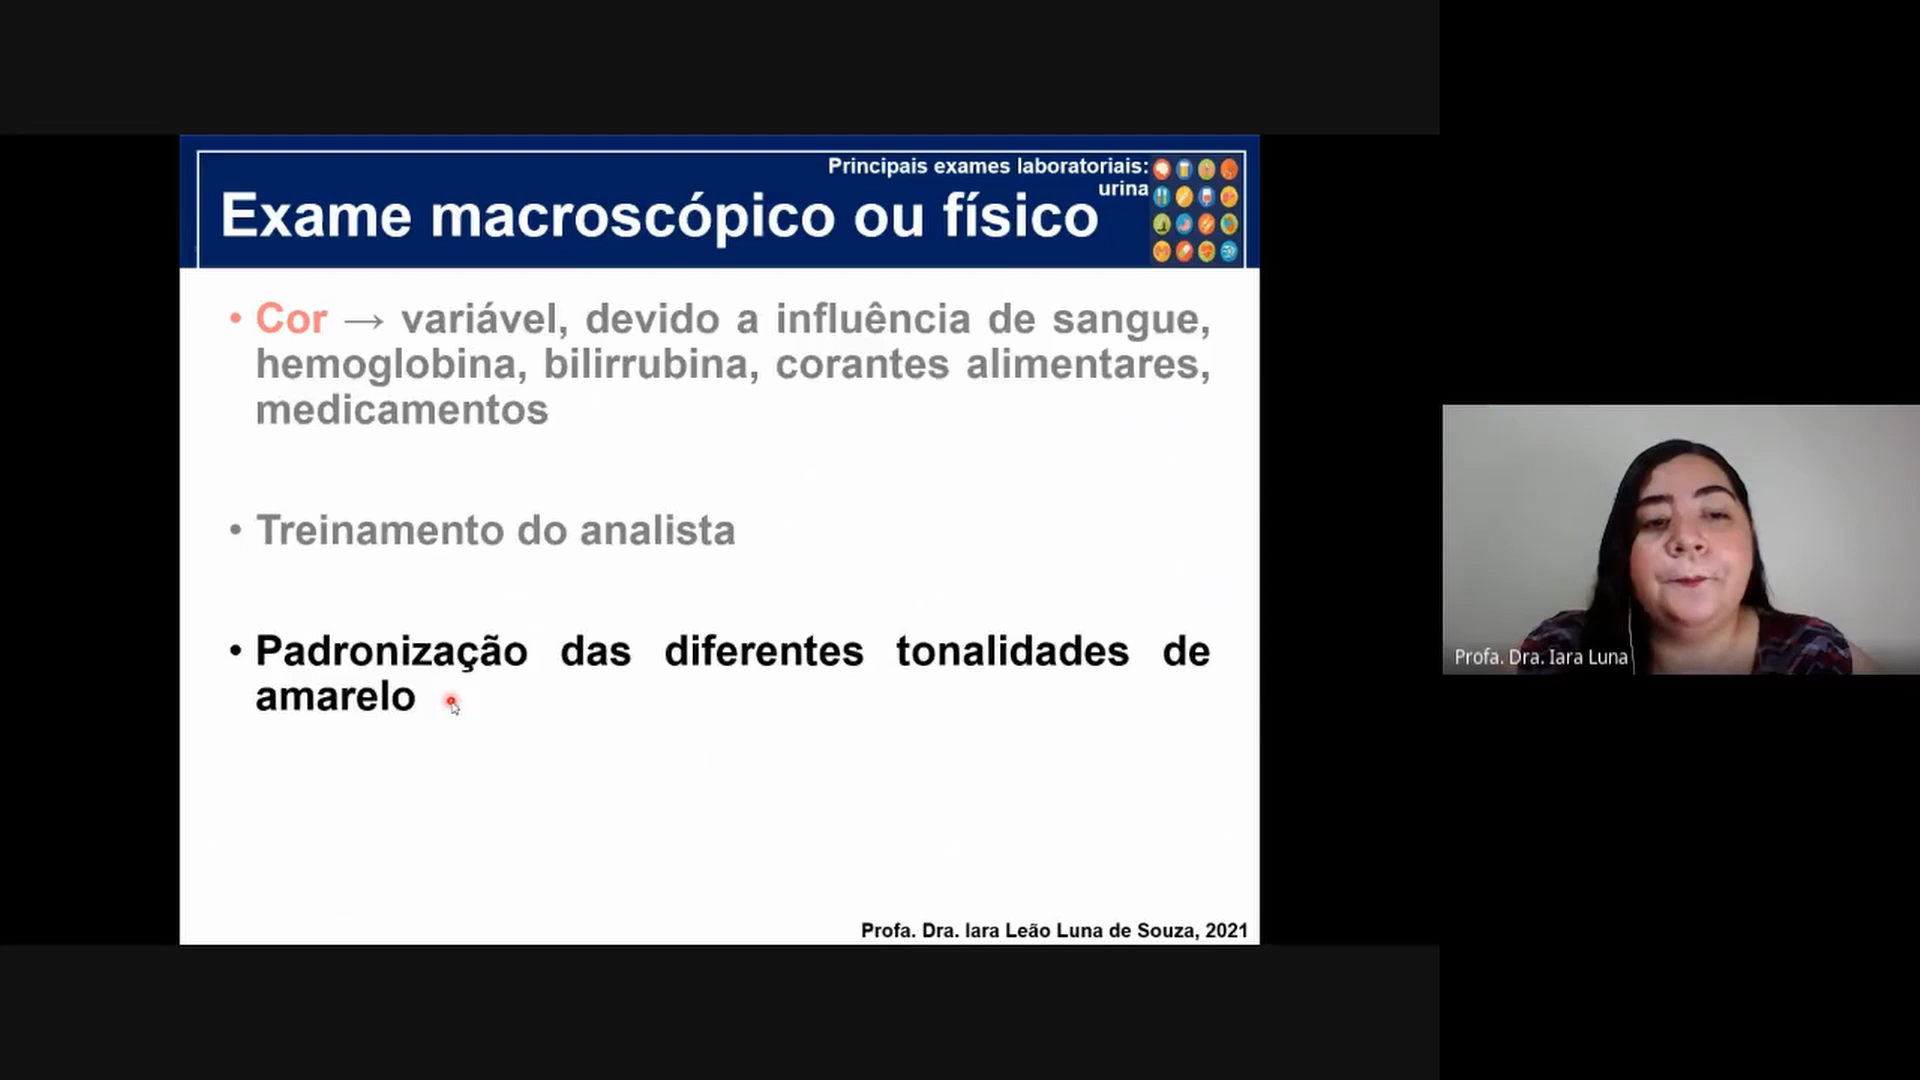 Principais exames laboratoriais:
urina
Exame macroscópico ou físico
• Cor → variável, devido a influência de sangue,
hemoglobina, bilirrubina, corantes alimentares,
medicamentos
• Treinamento do analista
• Padronização das diferentes tonalidades de
amarelo
Profa. Dra. Iara Leão Luna de Souza, 2021
Profa. Dra. Iara Luna